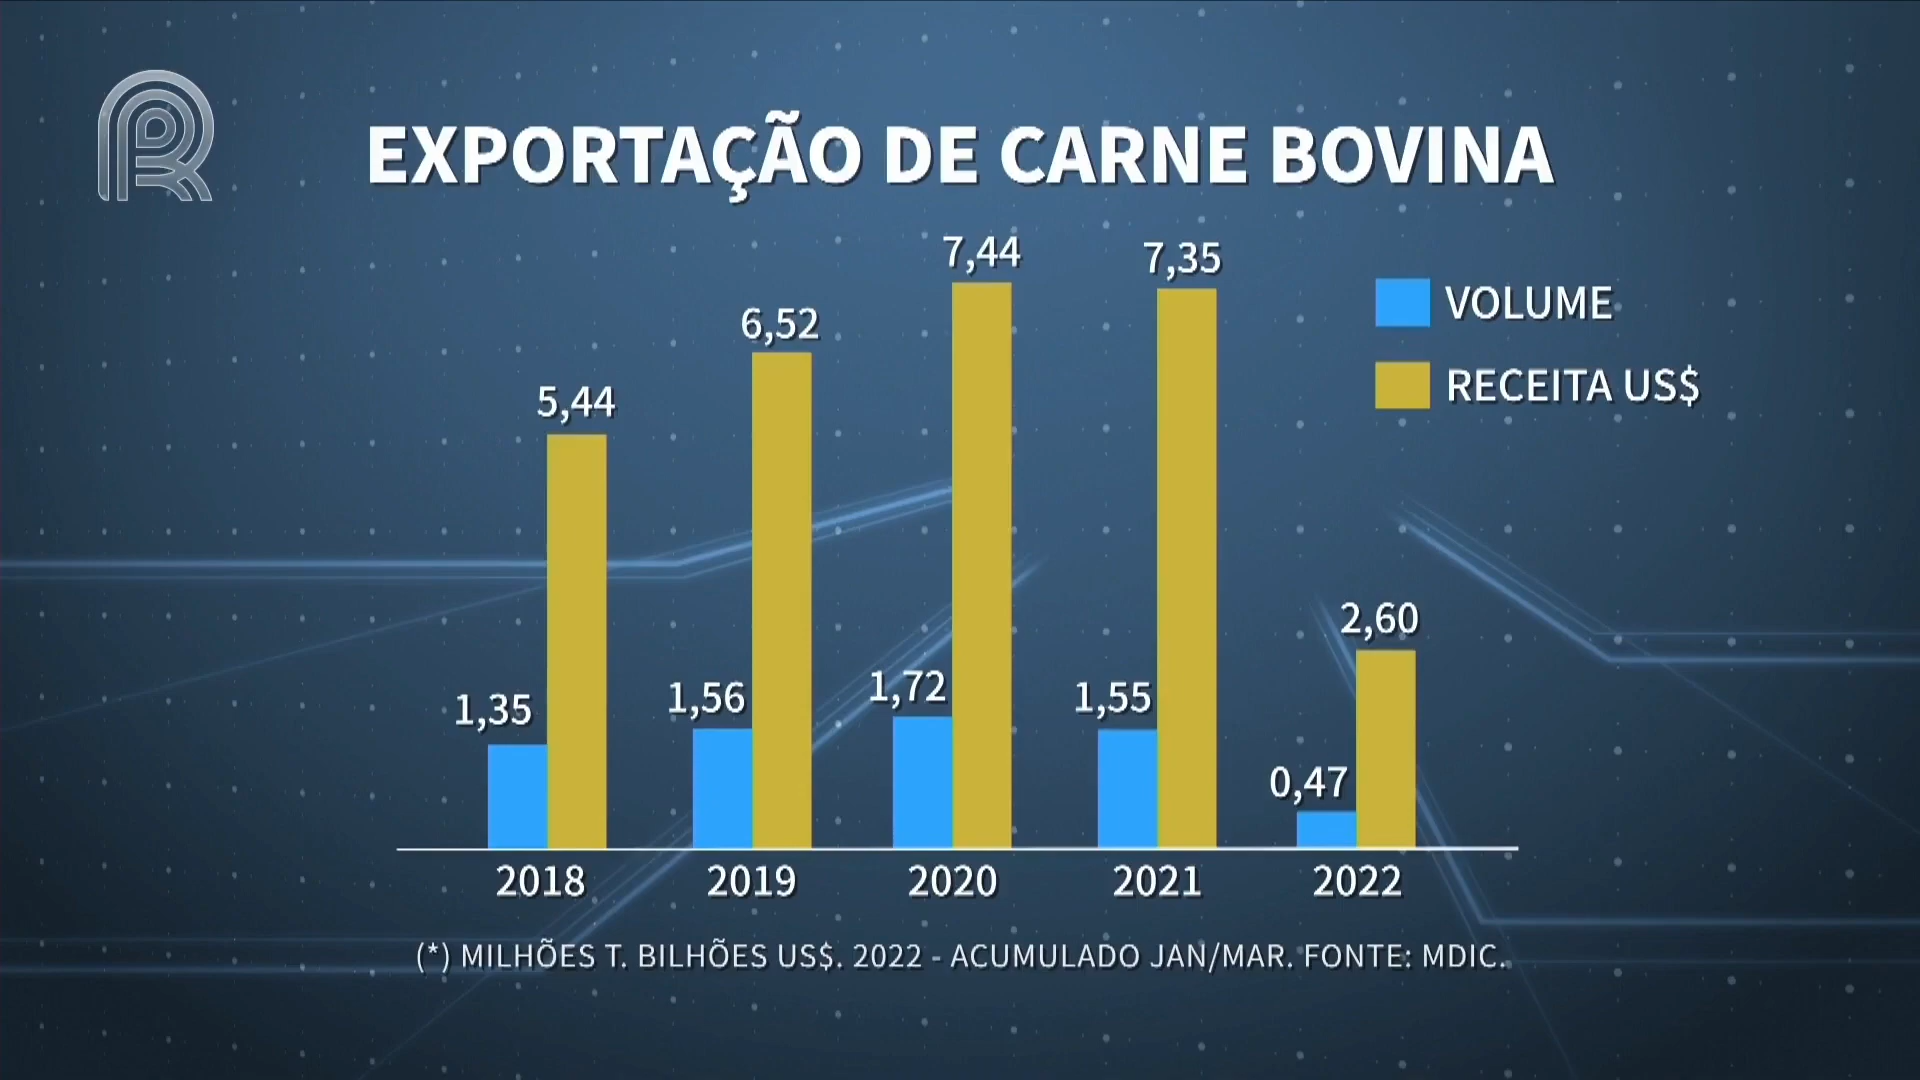 EXPORTAÇÃO DE CARNE BOVINA
7,44
7,35
6,52
VOLUME
5,44
RECEITA US$
2,60
1,35
1,56
1,72
1,55
0,47
2018 2019 2020 2021 2022
(*) MILHÕES T. BILHÕES US$. 2022 - ACUMULADO JAN/MAR. FONTE: MDIC.